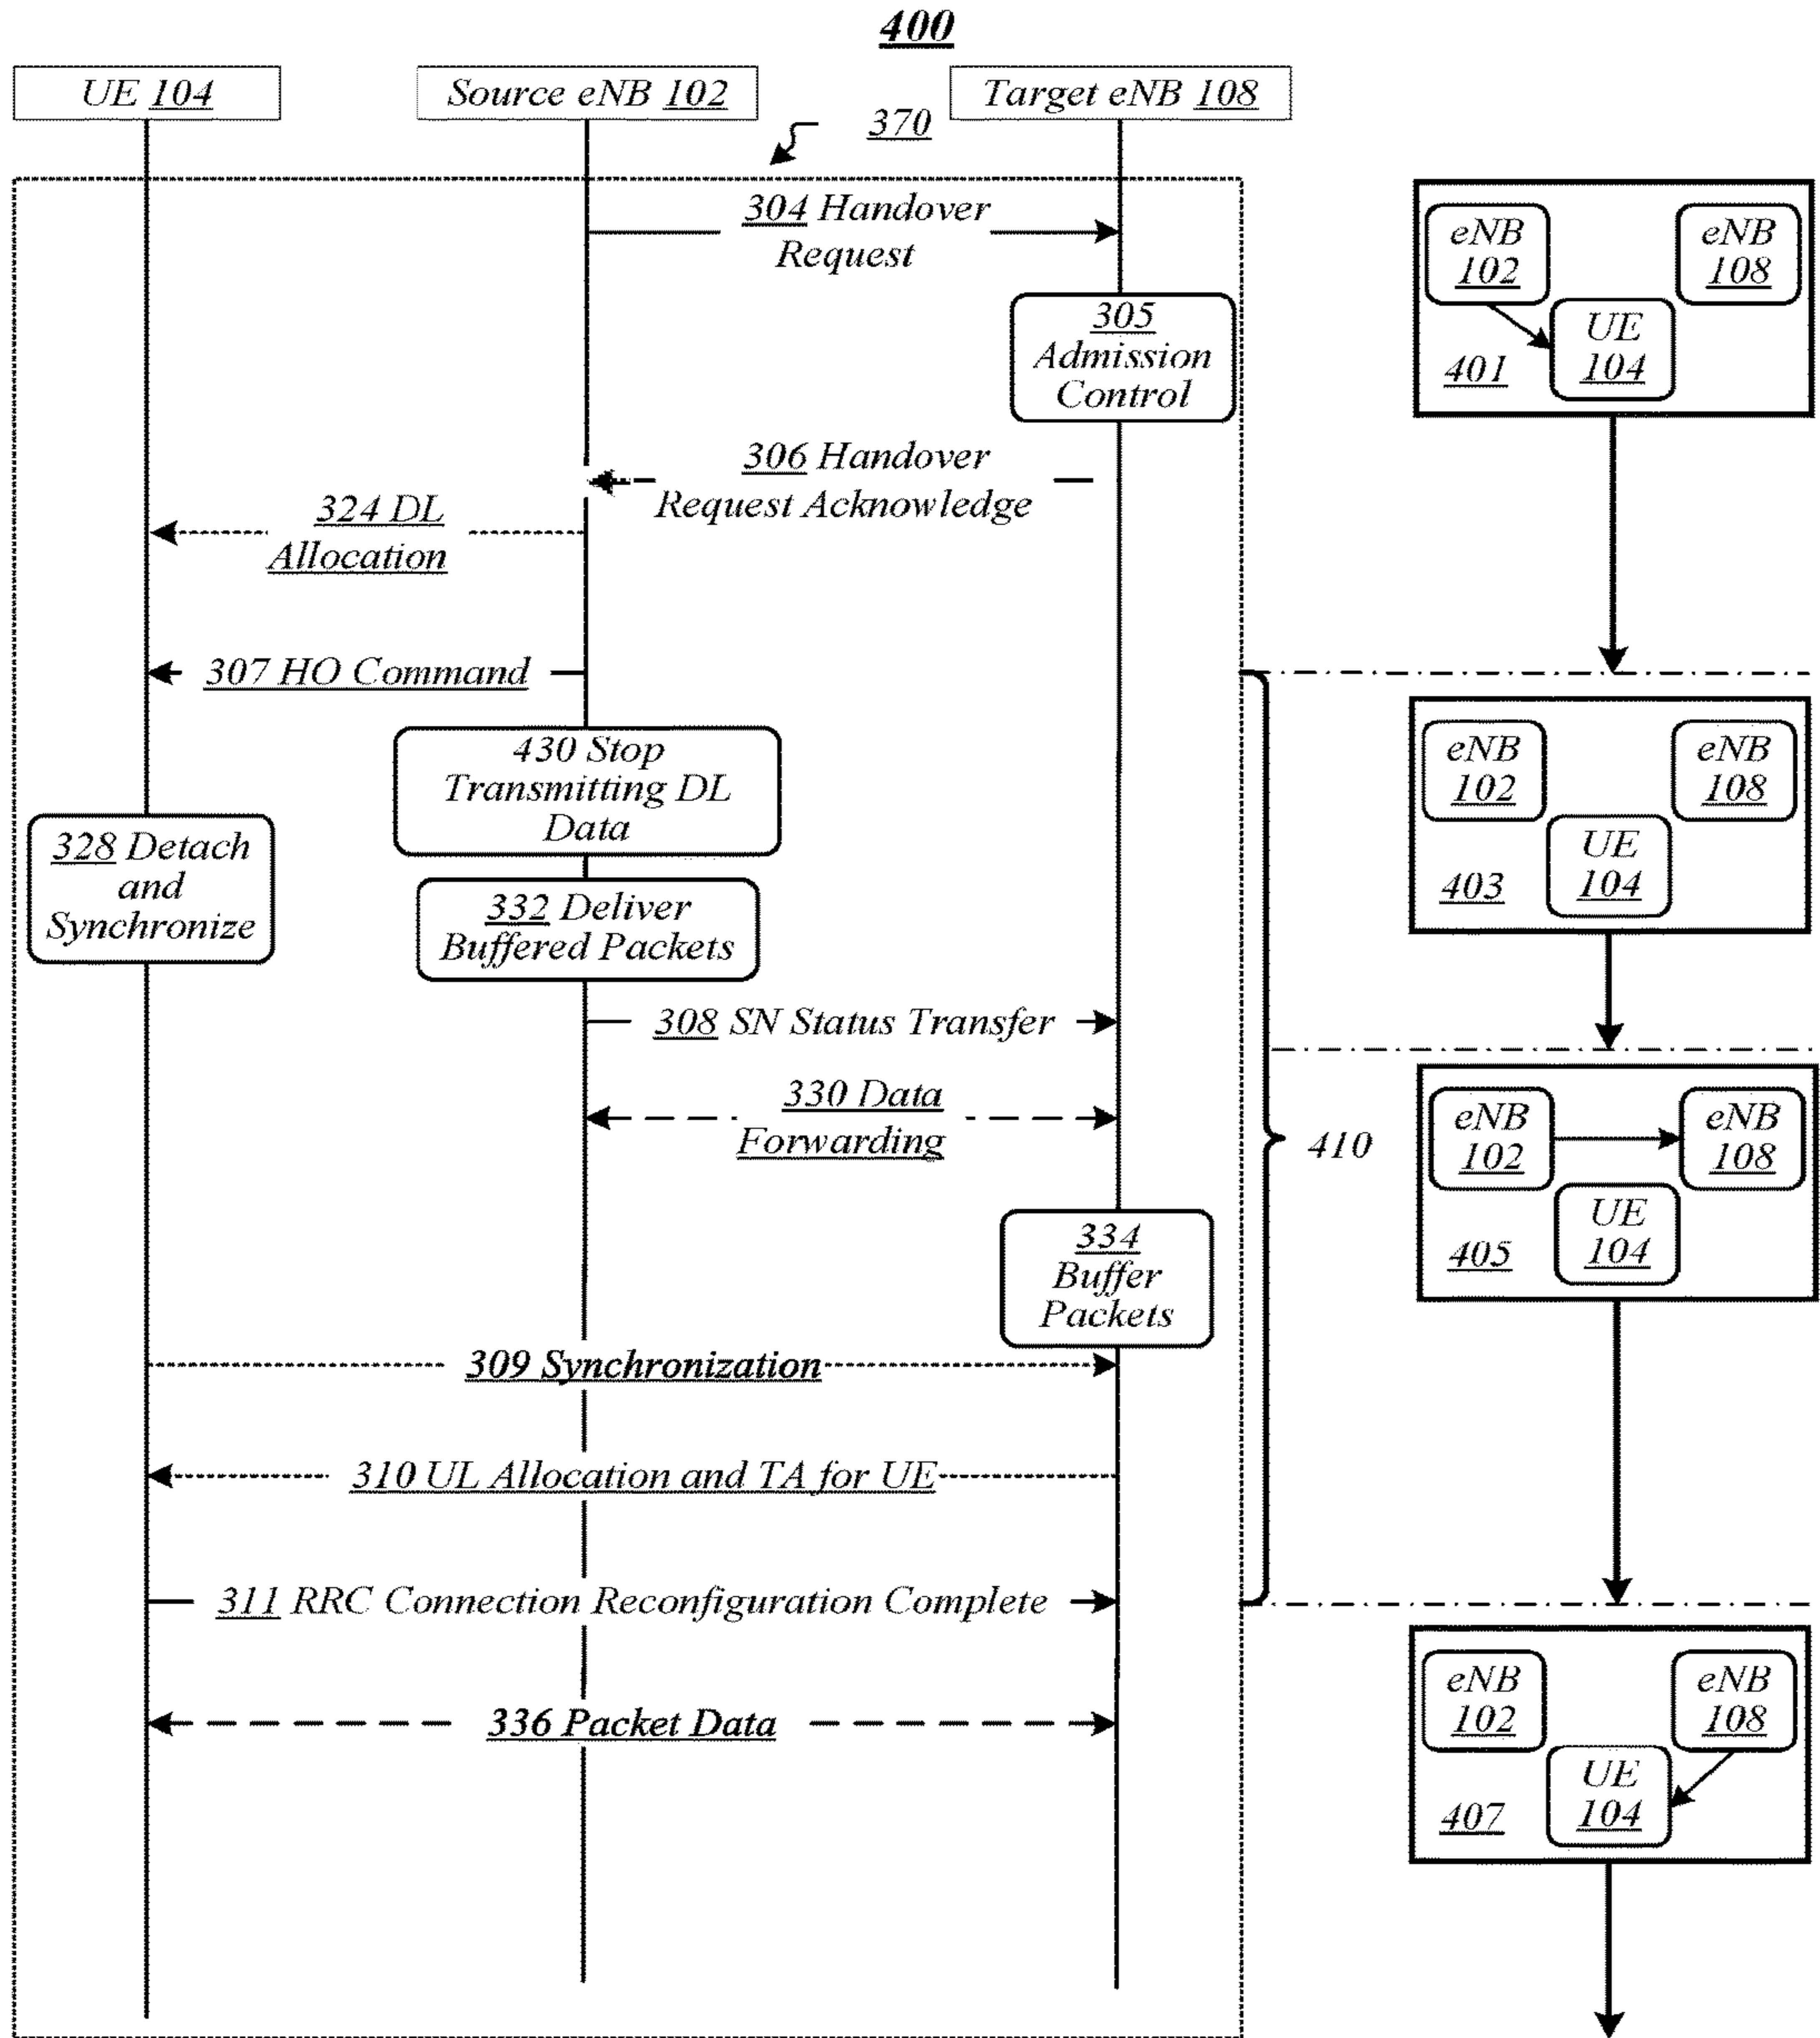 400
UE 104
Source eNB 102
Target eNB 108
370
304 Handover
Request
305
Admission
Control
306 Handover
Request Acknowledge
324 DL
Allocation
307 HO Command
430 Stop
Transmitting DL
Data
328 Detach
and
Synchronize
332 Deliver
Buffered Packets
308 SN Status Transfer
330 Data
Forwarding
334
Buffer
Packets
309 Synchronization
310 UL Allocation and TA for UE
311 RRC Connection Reconfiguration Complete
336 Packet Data
410
eNB
102
eNB
108
UE
104
401
eNB
102
eNB
108
UE
104
403
eNB
102
eNB
108
UE
104
405
eNB
102
eNB
108
UE
104
407